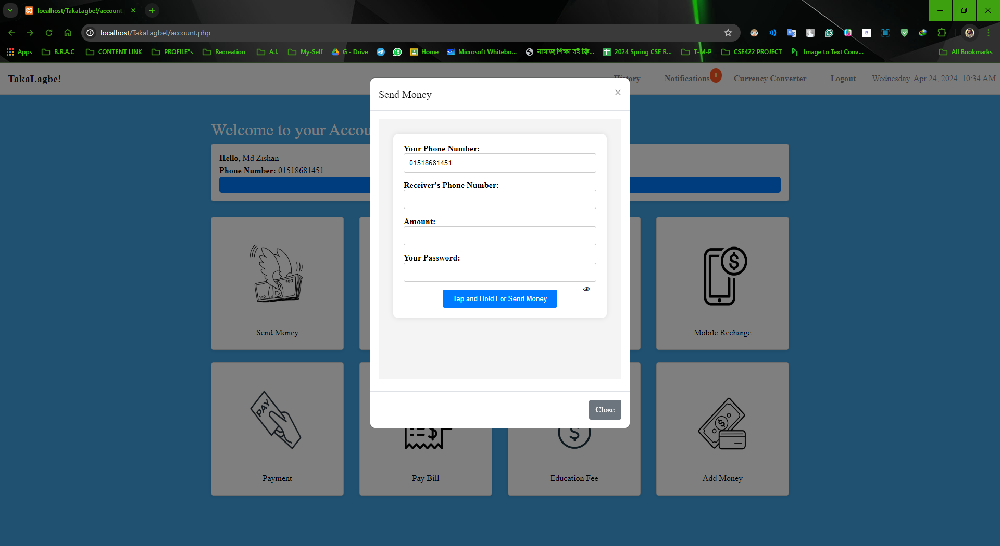 localhost/TakaLagbe!/account
localhost/TakaLagbe!/account.php
Apps B.R.A.C CONTENT LINK PROFILE"s Recreation A.I. My-Self G - Drive 15 Home Microsoft Whitebo... নামাজ শিক্ষা বই ফ্রি... 2024 Spring CSE R... T-M-P CSE422 PROJECT Image to Text Conv... All Bookmarks
TakaLagbe!
History Notifications 1 Currency Converter Logout Wednesday, Apr 24, 2024, 10:34 AM
Send Money
Welcome to your Accou
Hello, Md Zishan
Phone Number: 01518681451
Your Phone Number:
01518681451
Receiver's Phone Number:
Amount:
Your Password:
Tap and Hold For Send Money
Close
100
B
100
Send Money
Mobile Recharge
PAY
Payment
Pay Bill
Education Fee
Add Money